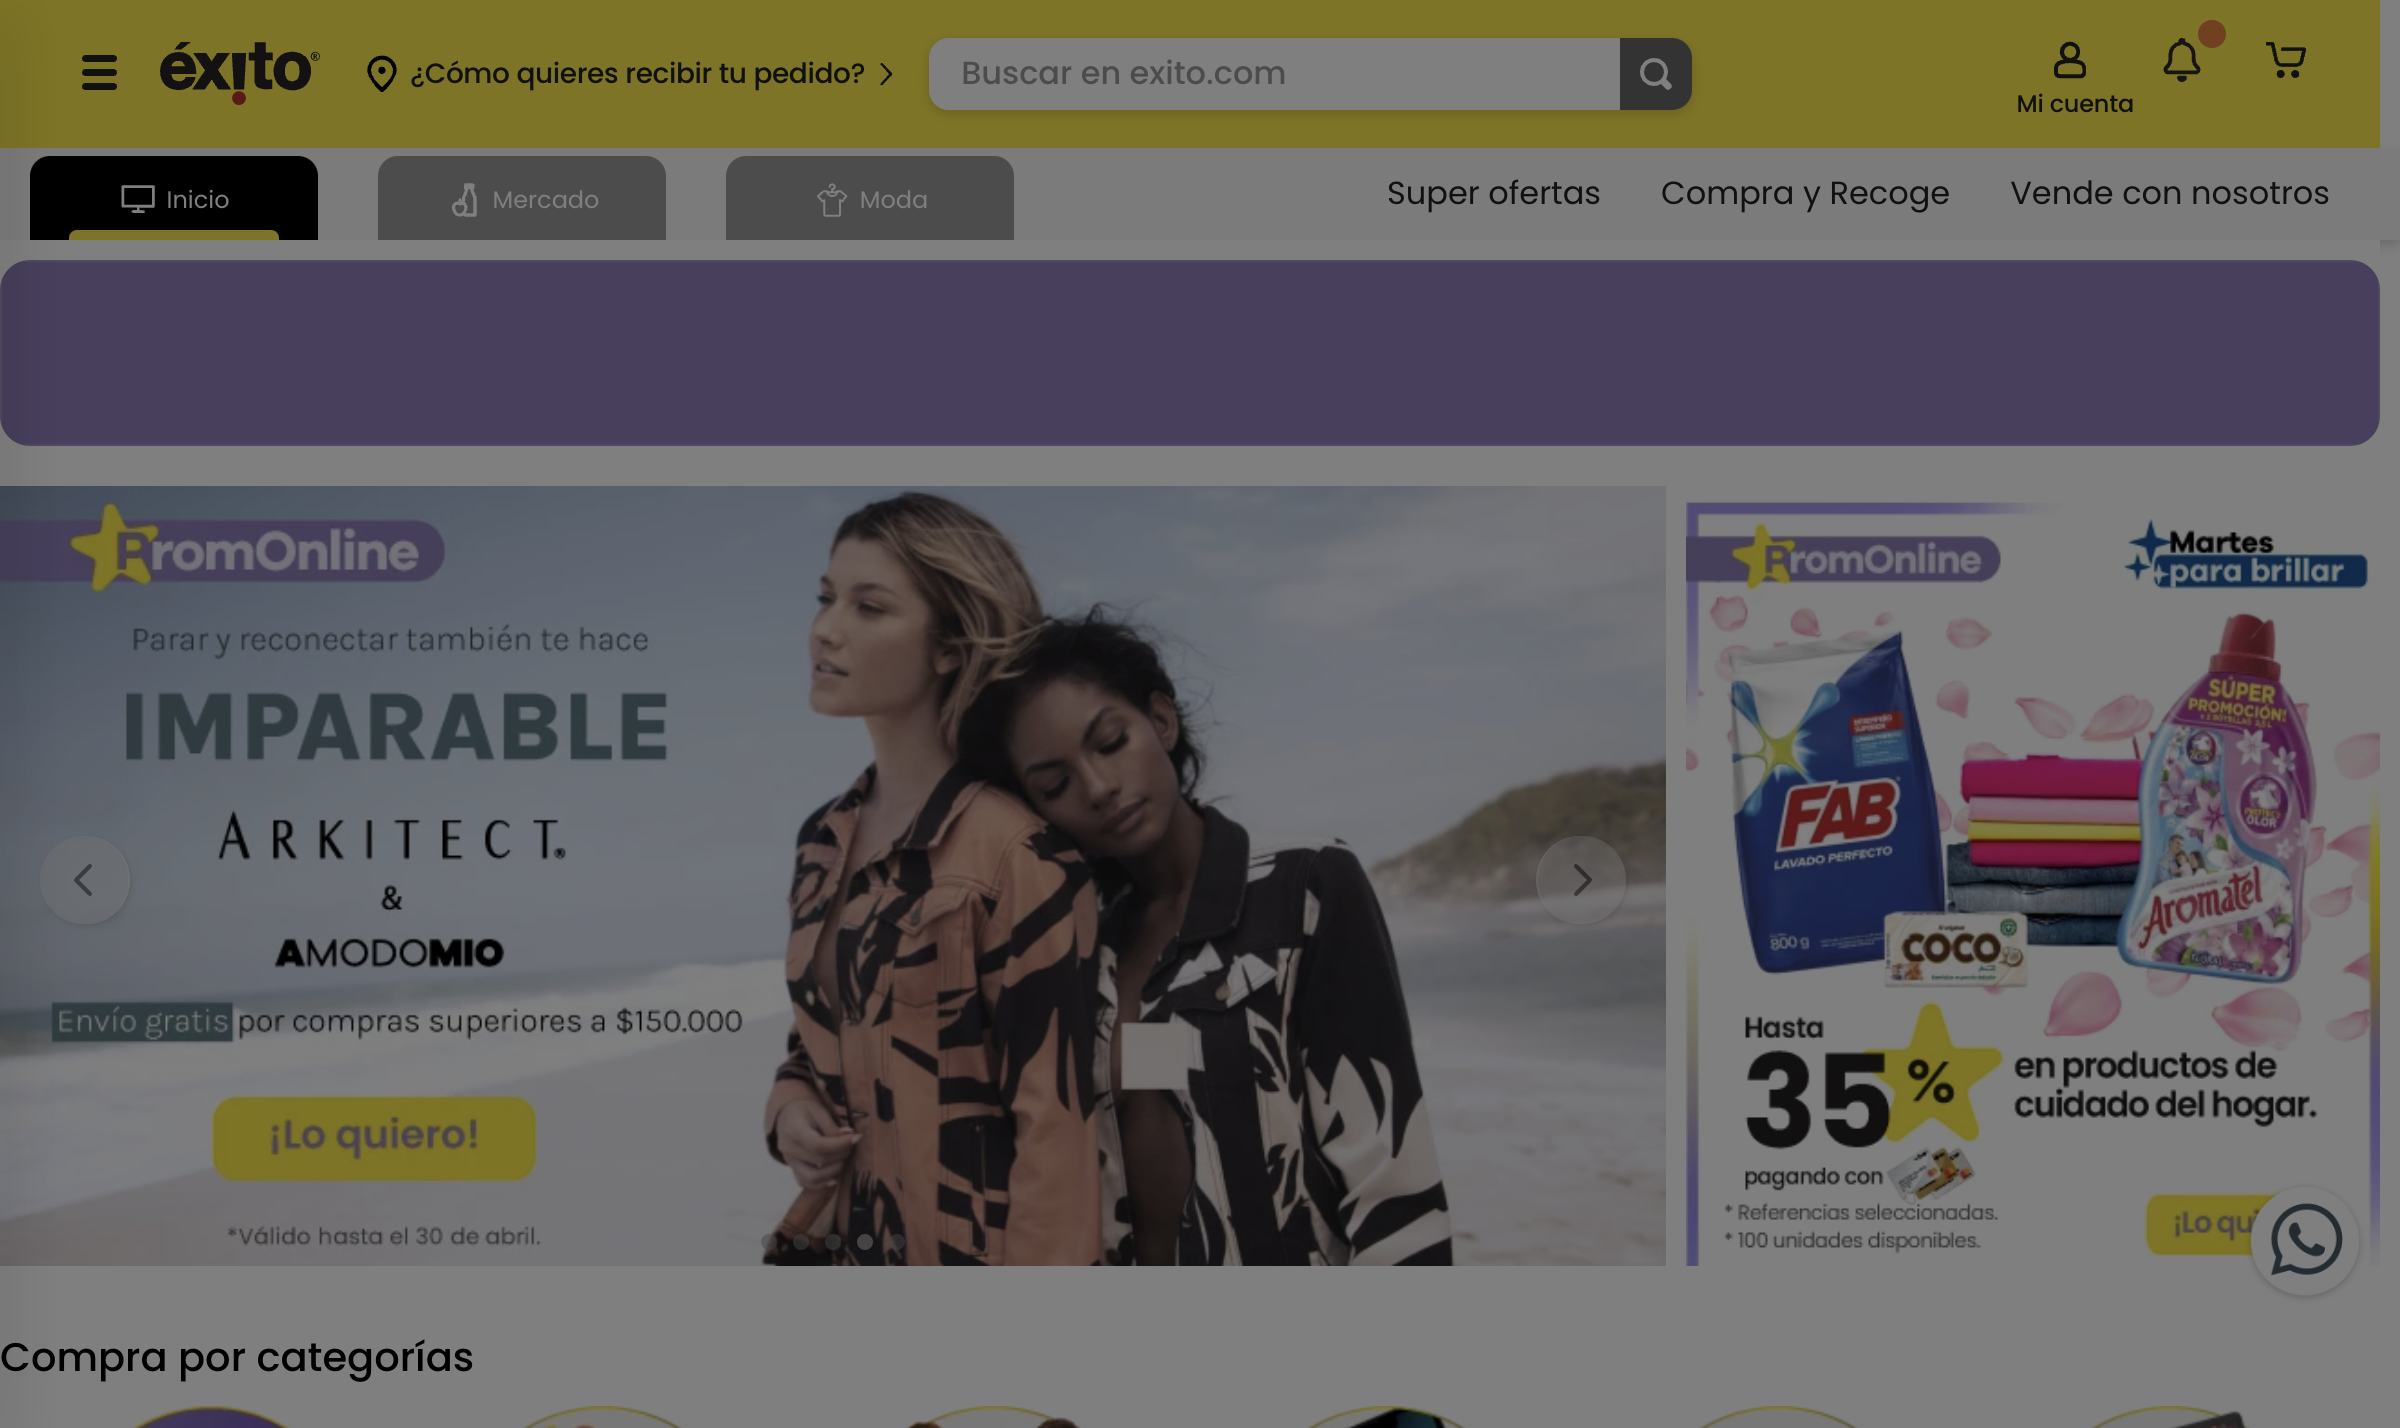 éxito®
¿Cómo quieres recibir tu pedido?
Buscar en exito.com
Mi cuenta
Inicio
Mercado
Moda
Super ofertas
Compra y Recoge
Vende con nosotros
PromOnline
Parar y reconectar también te hace
IMPARABLE
ARKITECT®
&
AMODOMIO
Envío gratis por compras superiores a $150.000
¡Lo quiero!
*Válido hasta el 30 de abril.
PromOnline
Martes
para brillar
SÚPER
PROMOCIÓN!
FAB
LAVADO PERFECTO
800 g
COCO
Aromatel
Hasta
35%
en productos de
cuidado del hogar.
pagando con
* Referencias seleccionadas.
* 100 unidades disponibles.
¡Lo qui
Compra por categorías